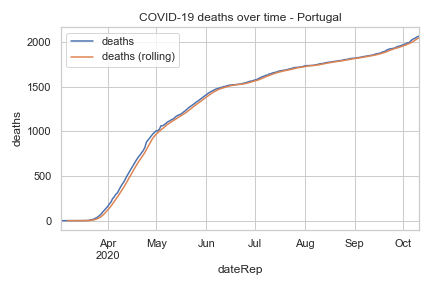 COVID-19 deaths over time - Portugal
deaths
deaths (rolling)
2000
1500
1000
500
0
deaths
Apr May Jun Jul Aug Sep Oct
2020
dateRep